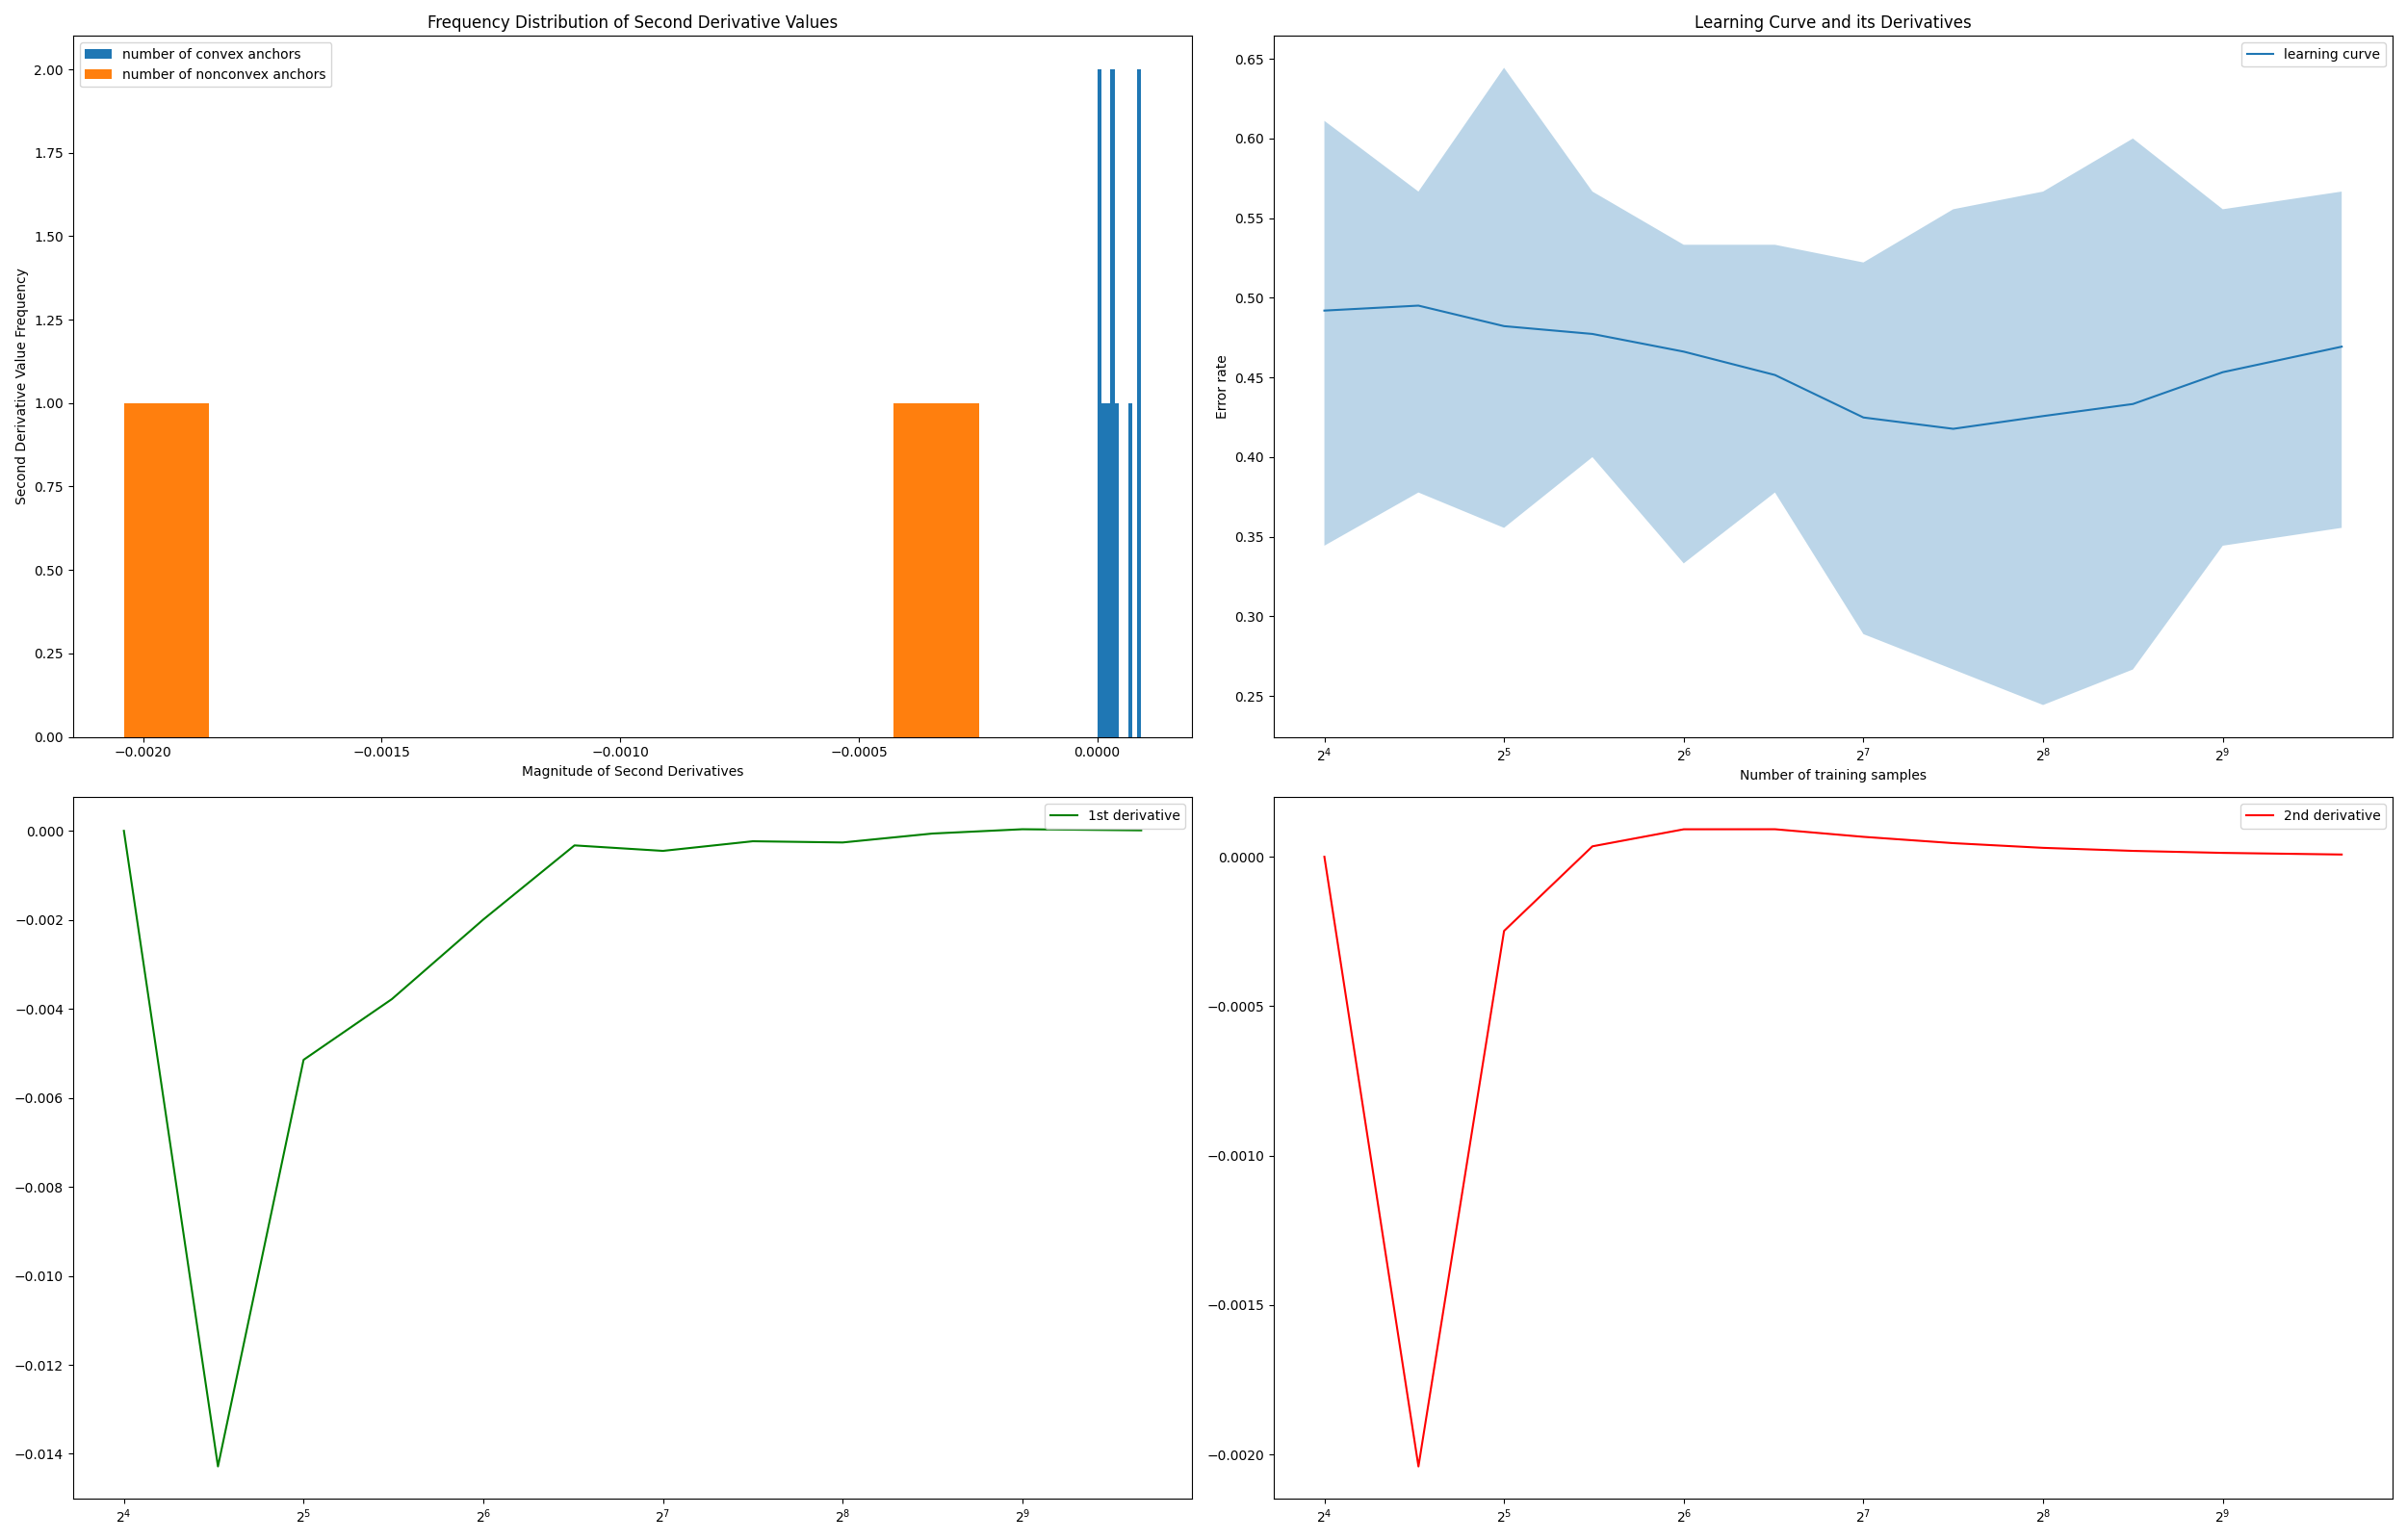 Frequency Distribution of Second Derivative Values
number of convex anchors
number of nonconvex anchors
2.00
1.75
1.50
1.25
1.00
0.75
0.50
0.25
0.00
Second Derivative Value Frequency
−0.0020 −0.0015 −0.0010 −0.0005 0.0000
Magnitude of Second Derivatives
Learning Curve and its Derivatives
learning curve
0.65
0.60
0.55
0.50
0.45
0.40
0.35
0.30
0.25
Error rate
2⁴ 2⁵ 2⁶ 2⁷ 2⁸ 2⁹
Number of training samples
1st derivative
0.000
−0.002
−0.004
−0.006
−0.008
−0.010
−0.012
−0.014
2⁴ 2⁵ 2⁶ 2⁷ 2⁸ 2⁹
2nd derivative
0.0000
−0.0005
−0.0010
−0.0015
−0.0020
2⁴ 2⁵ 2⁶ 2⁷ 2⁸ 2⁹